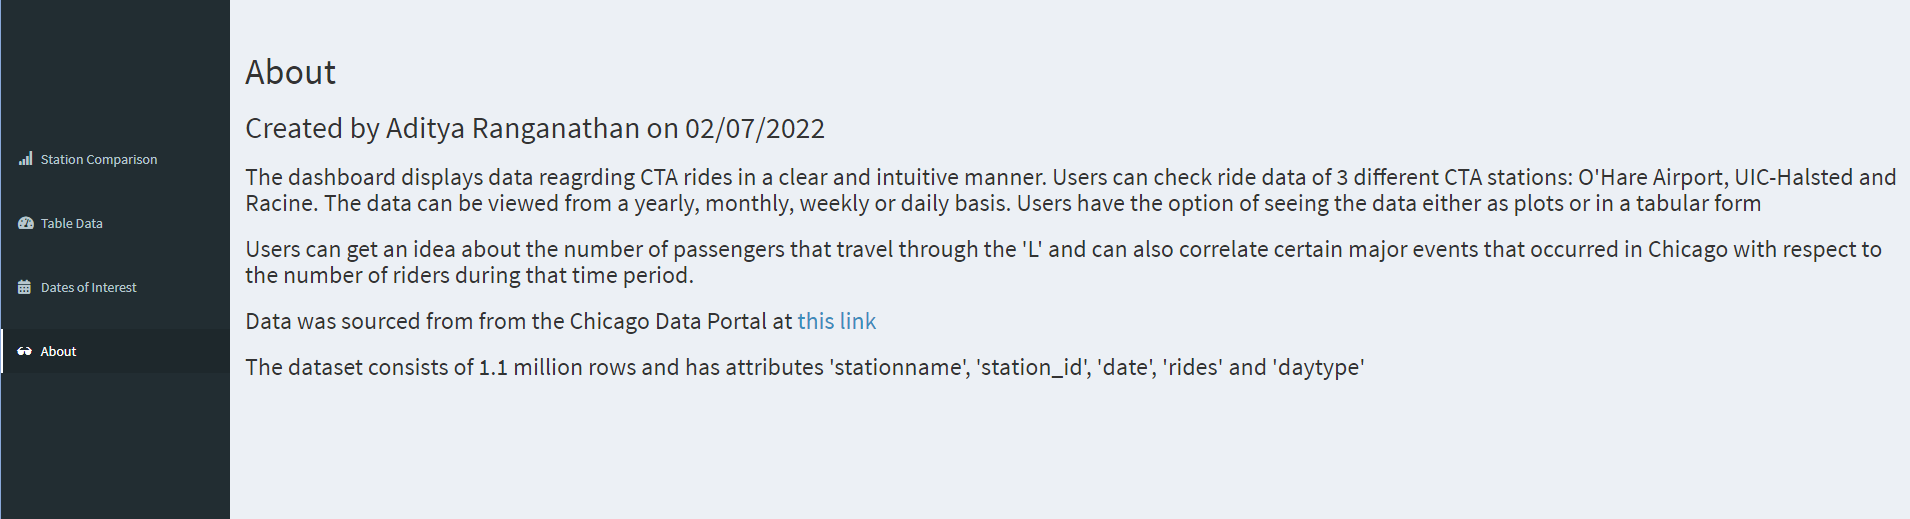 Station Comparison
Table Data
Dates of Interest
About
About
Created by Aditya Ranganathan on 02/07/2022
The dashboard displays data reagrding CTA rides in a clear and intuitive manner. Users can check ride data of 3 different CTA stations: O'Hare Airport, UIC-Halsted and
Racine. The data can be viewed from a yearly, monthly, weekly or daily basis. Users have the option of seeing the data either as plots or in a tabular form
Users can get an idea about the number of passengers that travel through the 'L' and can also correlate certain major events that occurred in Chicago with respect to
the number of riders during that time period.
Data was sourced from from the Chicago Data Portal at this link
The dataset consists of 1.1 million rows and has attributes 'stationname', 'station_id', 'date', 'rides' and 'daytype'